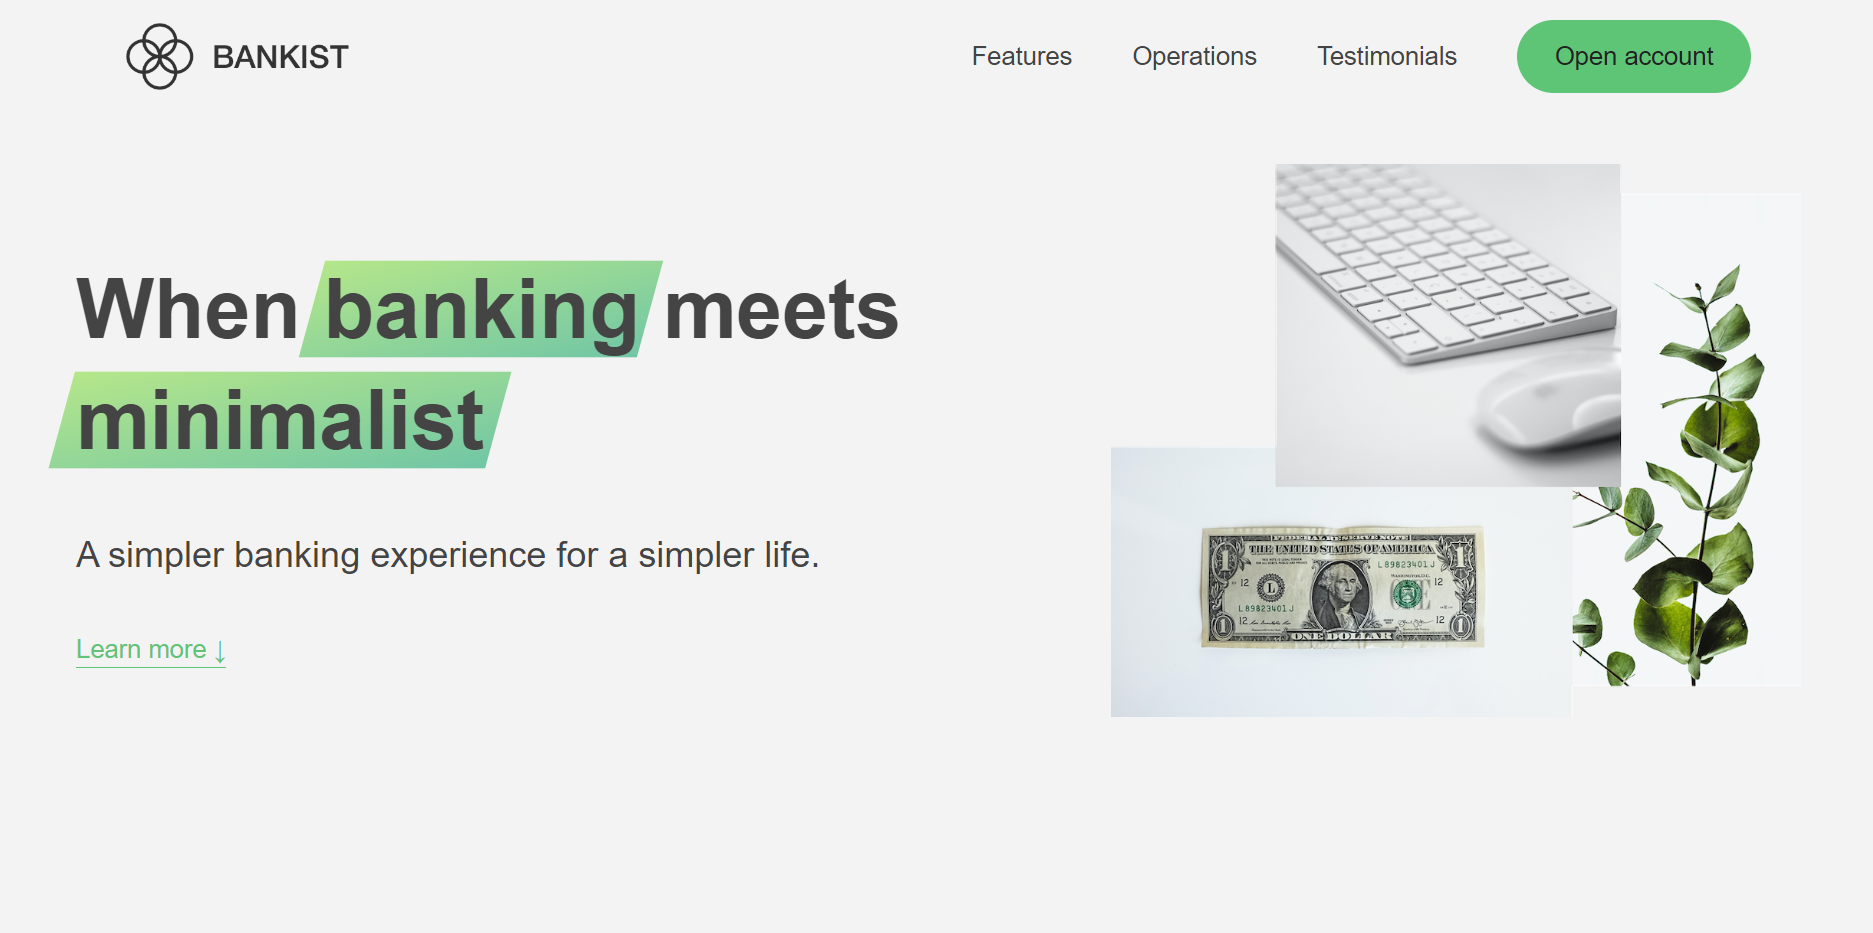 BANKIST
Features
Operations
Testimonials
Open account
When banking meets
minimalist
A simpler banking experience for a simpler life.
Learn more ↓
FEDERAL RESERVE NOTE
THE UNITED STATES OF AMERICA
L 89823401 J
WASHINGTON, D.C.
12
12
L
L 89823401 J
12
12
1
1
1
1
ONE DOLLAR